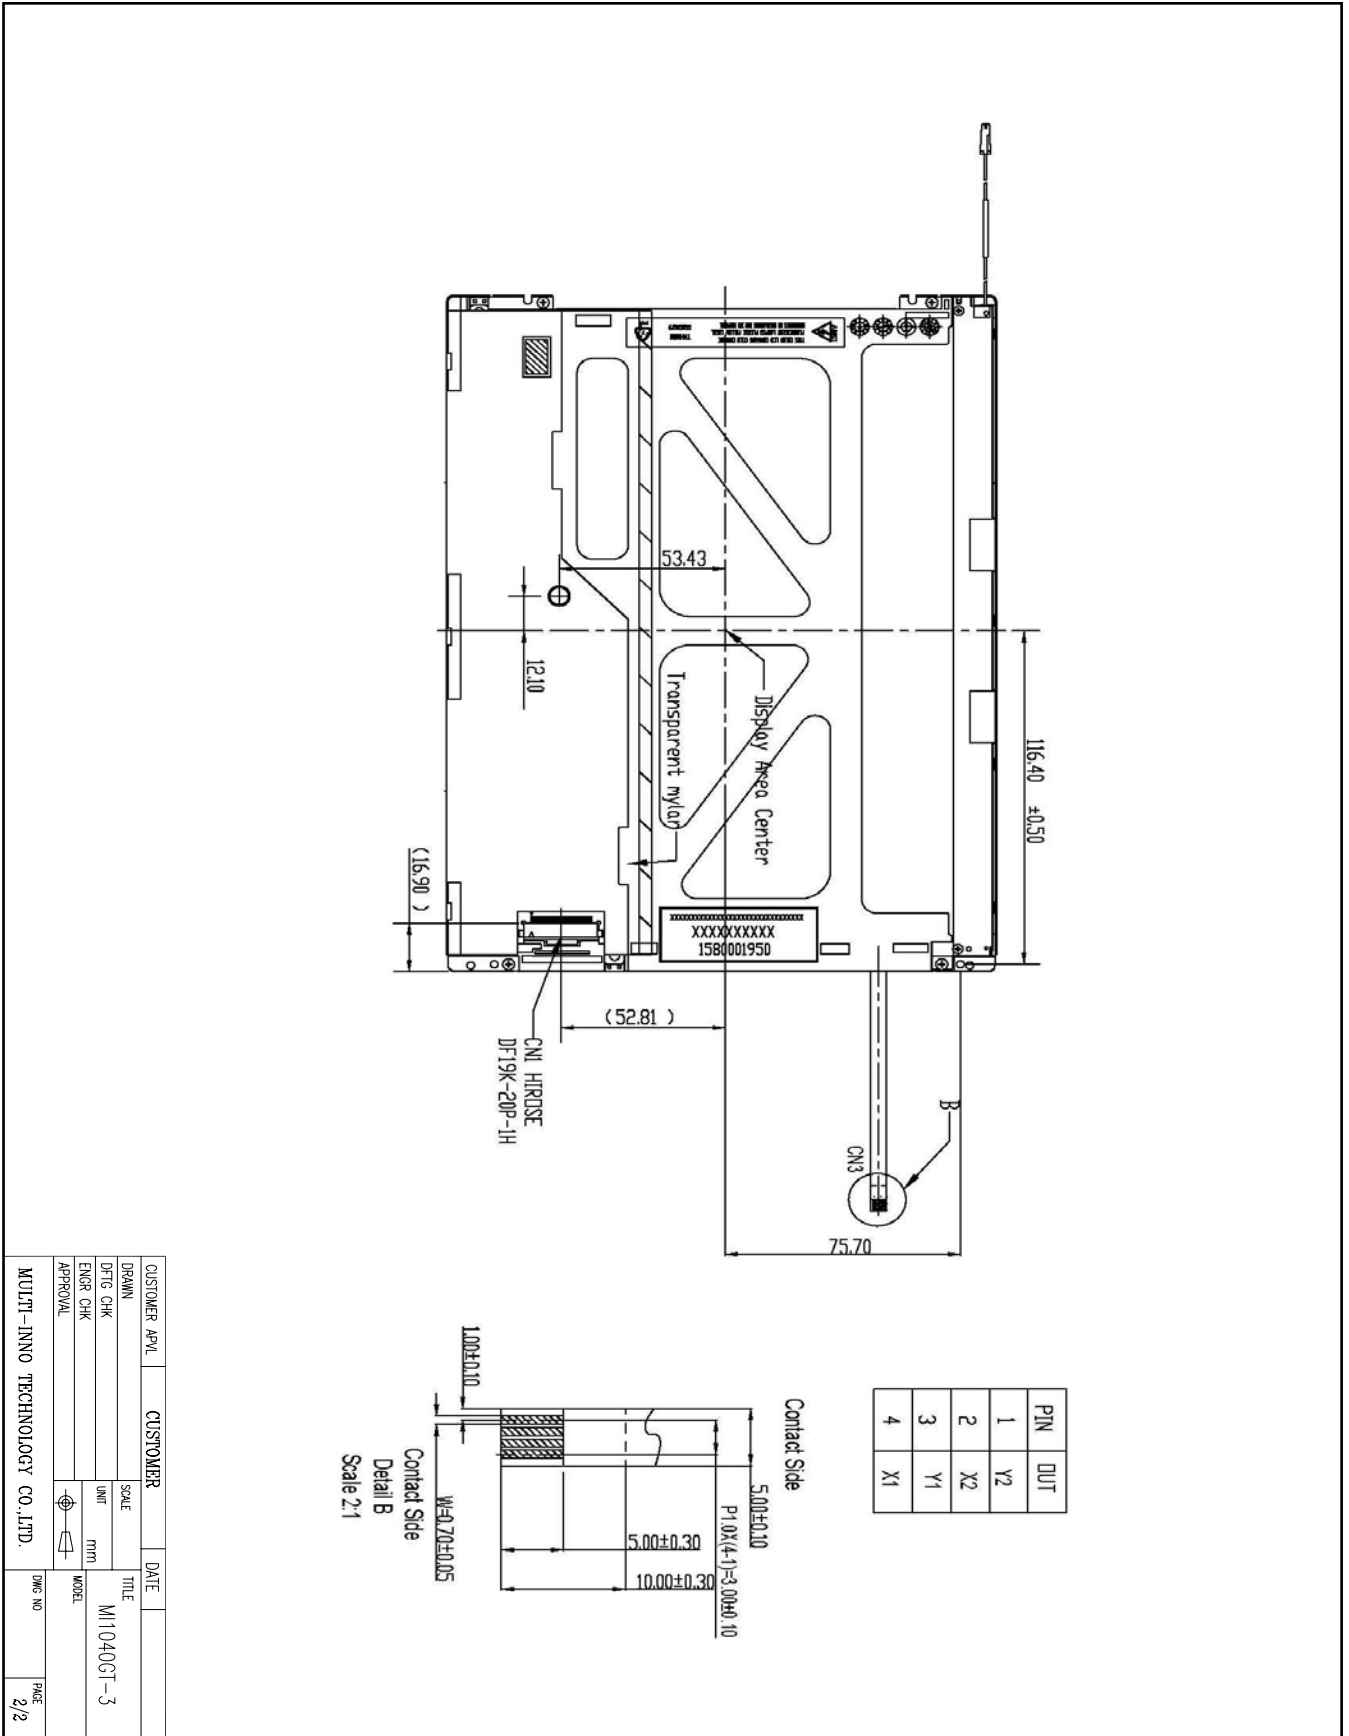 53.43
12.10
Display Area Center
Transparent mylar
116.40 ±0.50
(16.90 )
XXXXXXXXXX
1580001950
(52.81 )
CN1 HIROSE
DF19K-20P-1H
B
CN3
75.70
PIN OUT
1 Y2
2 X2
3 Y1
4 X1
Contact Side
5.00±0.10
P1.0X(4-1)=3.00±0.10
1.00±0.10
5.00±0.30
10.00±0.30
W=0.70±0.05
Contact Side
Detail B
Scale 2:1
CUSTOMER APVL CUSTOMER DATE
DRAWN
DFTG CHK
ENGR CHK
APPROVAL
SCALE
UNIT mm
TITLE MI1040GT-3
MODEL
MULTI-INNO TECHNOLOGY CO.,LTD.
DWG NO
PAGE 2/2